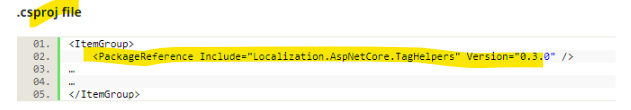 .csproj file
01. <ItemGroup>
02. <PackageReference Include="Localization.AspNetCore.TagHelpers" Version="0.3.0" />
03. …
04. …
05. </ItemGroup>